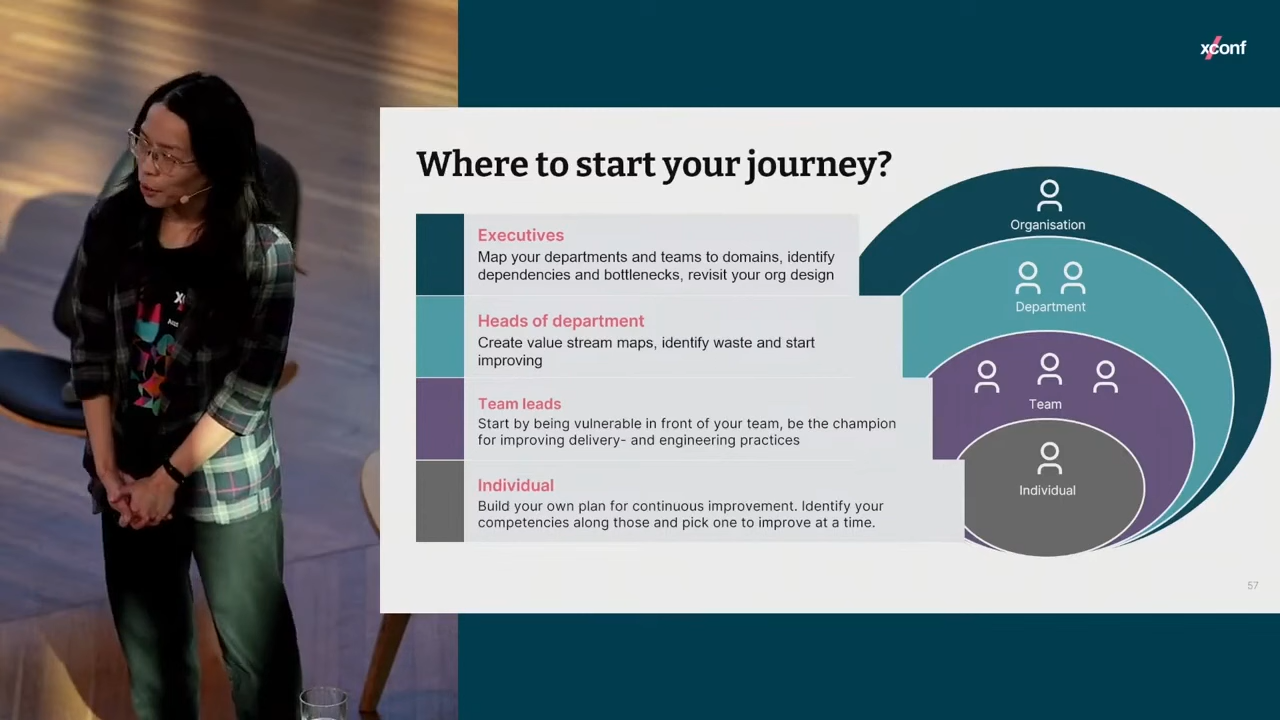 xconf
Where to start your journey?
Executives
Map your departments and teams to domains, identify
dependencies and bottlenecks, revisit your org design
Heads of department
Create value stream maps, identify waste and start
improving
Team leads
Start by being vulnerable in front of your team, be the champion
for improving delivery- and engineering practices
Individual
Build your own plan for continuous improvement. Identify your
competencies along those and pick one to improve at a time.
Organisation
Department
Team
Individual
57